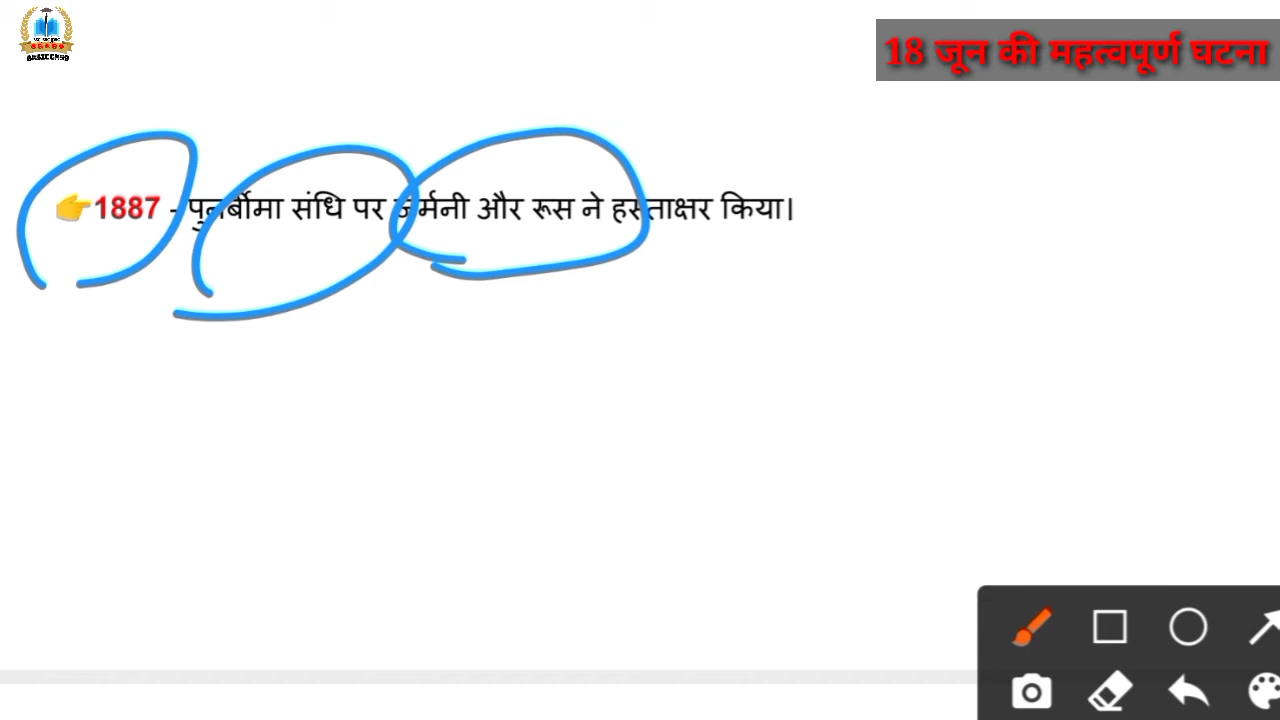 18 जून की महत्वपूर्ण घटना
👉1887 - पुनर्बीमा संधि पर जर्मनी और रूस ने हस्ताक्षर किया।